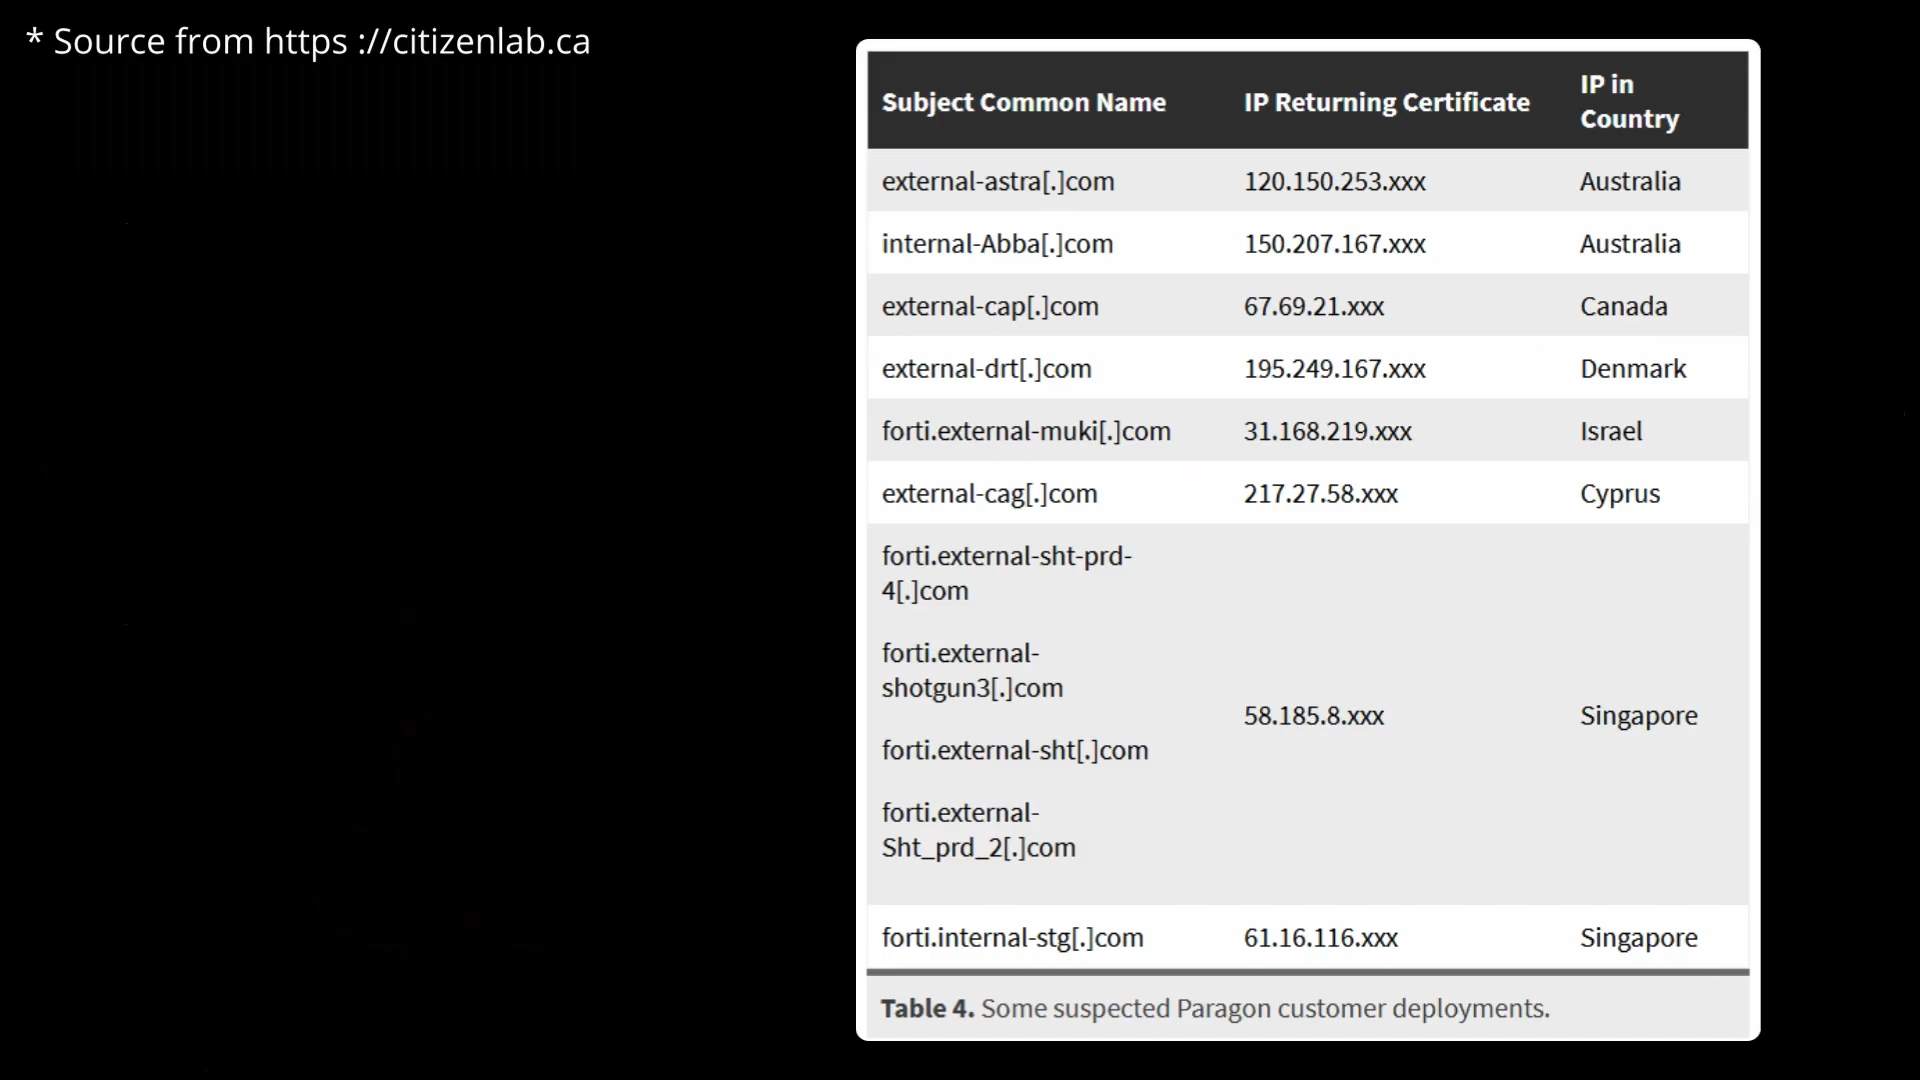 * Source from https ://citizenlab.ca
Subject Common Name IP Returning Certificate IP in Country
external-astra[.]com 120.150.253.xxx Australia
internal-Abba[.]com 150.207.167.xxx Australia
external-cap[.]com 67.69.21.xxx Canada
external-drt[.]com 195.249.167.xxx Denmark
forti.external-muki[.]com 31.168.219.xxx Israel
external-cag[.]com 217.27.58.xxx Cyprus
forti.external-sht-prd-
4[.]com
forti.external-
shotgun3[.]com
forti.external-sht[.]com
forti.external-
Sht_prd_2[.]com
58.185.8.xxx Singapore
forti.internal-stg[.]com 61.16.116.xxx Singapore
Table 4. Some suspected Paragon customer deployments.